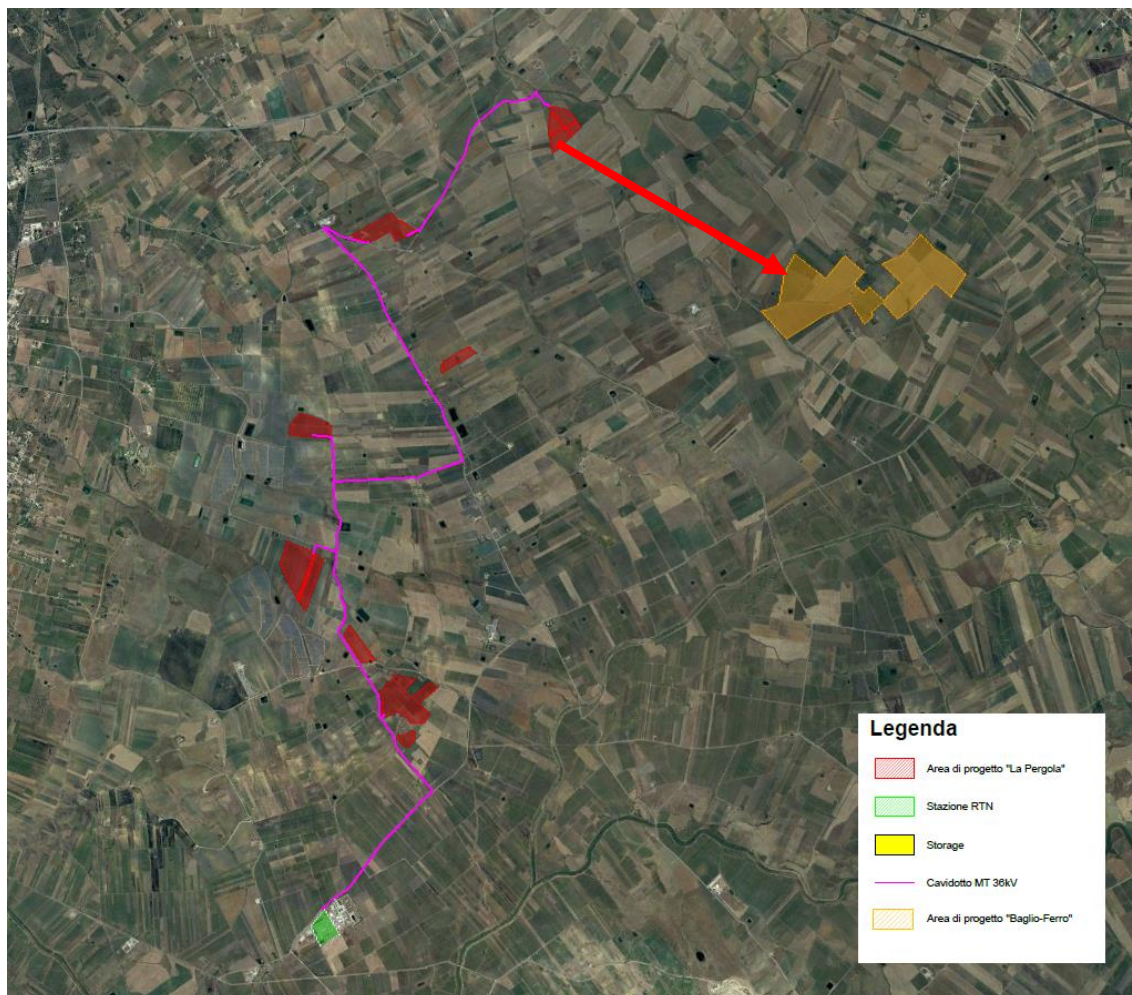 Legenda
Area di progetto "La Pergola"
Stazione RTN
Storage
Cavidotto MT 36kV
Area di progetto "Baglio-Ferro"